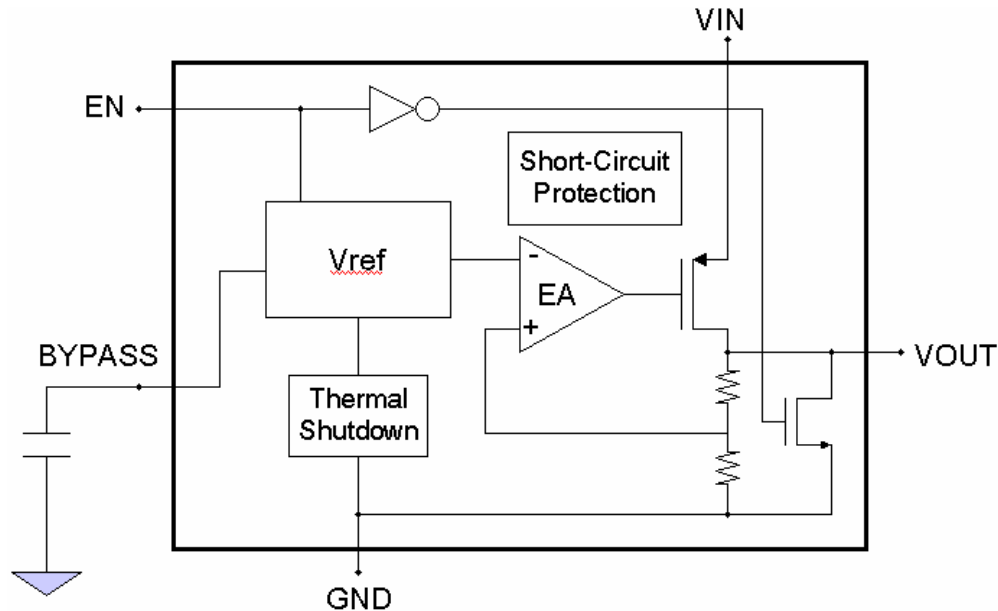 VIN
EN
Short-Circuit
Protection
Vref
-
EA
+
BYPASS
VOUT
Thermal
Shutdown
GND